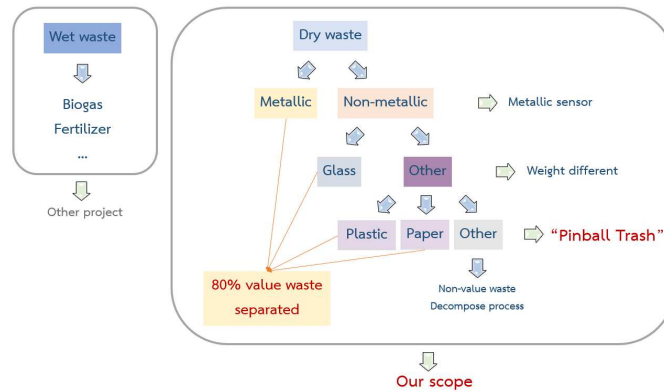 Wet waste
Biogas
Fertilizer
...
Other project
Dry waste
Metallic
Non-metallic
Metallic sensor
Glass
Other
Weight different
Plastic
Paper
Other
“Pinball Trash”
80% value waste
separated
Non-value waste
Decompose process
Our scope